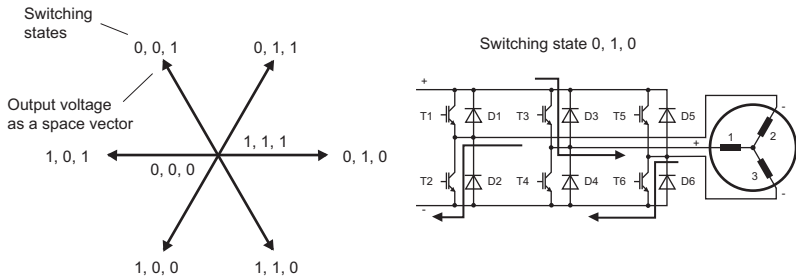 Switching
states
0, 0, 1
0, 1, 1
Output voltage
as a space vector
1, 0, 1
1, 1, 1
0, 0, 0
0, 1, 0
1, 0, 0
1, 1, 0
Switching state 0, 1, 0
+
T1 D1 T3 D3 T5 D5
-
+
1 2
3
T2 D2 T4 D4 T6 D6
-
-